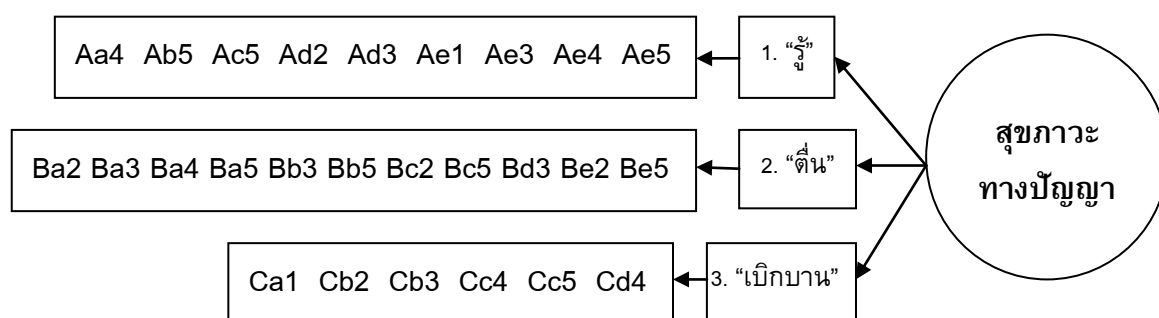 Aa4 Ab5 Ac5 Ad2 Ad3 Ae1 Ae3 Ae4 Ae5
1. “รู้”
Ba2 Ba3 Ba4 Ba5 Bb3 Bb5 Bc2 Bc5 Bd3 Be2 Be5
2. “ตื่น”
Ca1 Cb2 Cb3 Cc4 Cc5 Cd4
3. “เบิกบาน”
สุขภาวะ
ทางปัญญา